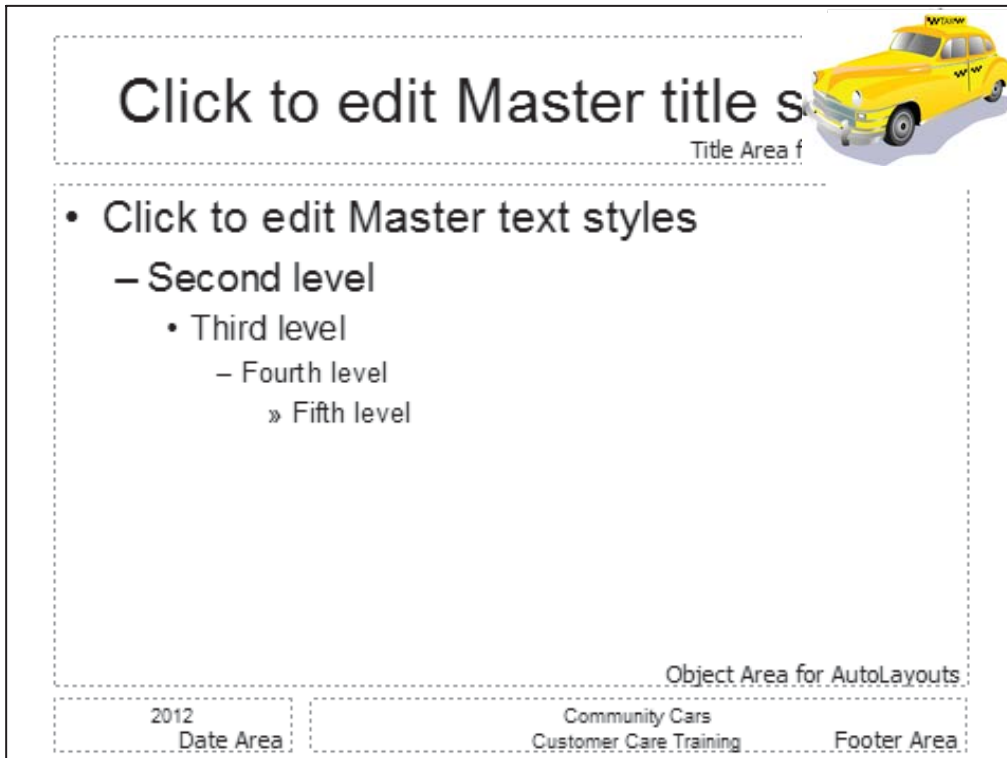 TAXI
Click to edit Master title s
Title Area f
• Click to edit Master text styles
– Second level
• Third level
– Fourth level
» Fifth level
Object Area for AutoLayouts
2012
Date Area
Community Cars
Customer Care Training
Footer Area